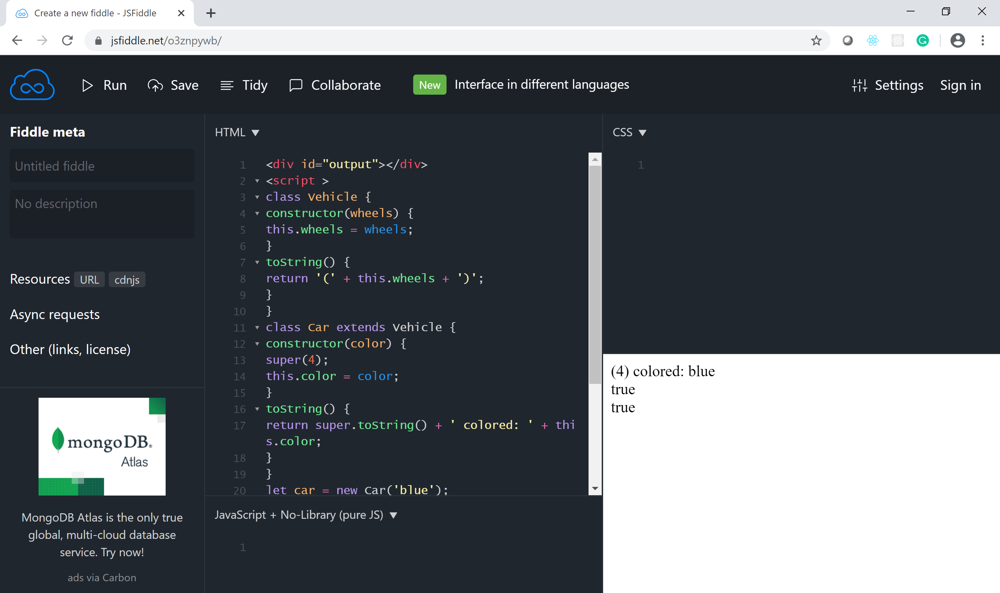 Create a new fiddle - JSFiddle
jsfiddle.net/o3znpywb/
Run
Save
Tidy
Collaborate
New
Interface in different languages
Settings
Sign in
Fiddle meta
Untitled fiddle
No description
Resources URL cdnjs
Async requests
Other (links, license)
mongoDB®
Atlas
MongoDB Atlas is the only true
global, multi-cloud database
service. Try now!
ads via Carbon
HTML ▼
1 <div id="output"></div>
2 <script >
3 class Vehicle {
4 constructor(wheels) {
5 this.wheels = wheels;
6 }
7 toString() {
8 return '(' + this.wheels + ')';
9 }
10 }
11 class Car extends Vehicle {
12 constructor(color) {
13 super(4);
14 this.color = color;
15 }
16 toString() {
17 return super.toString() + ' colored: ' + thi
s.color;
18 }
19 }
20 let car = new Car('blue');
JavaScript + No-Library (pure JS) ▼
1
CSS ▼
1
(4) colored: blue
true
true